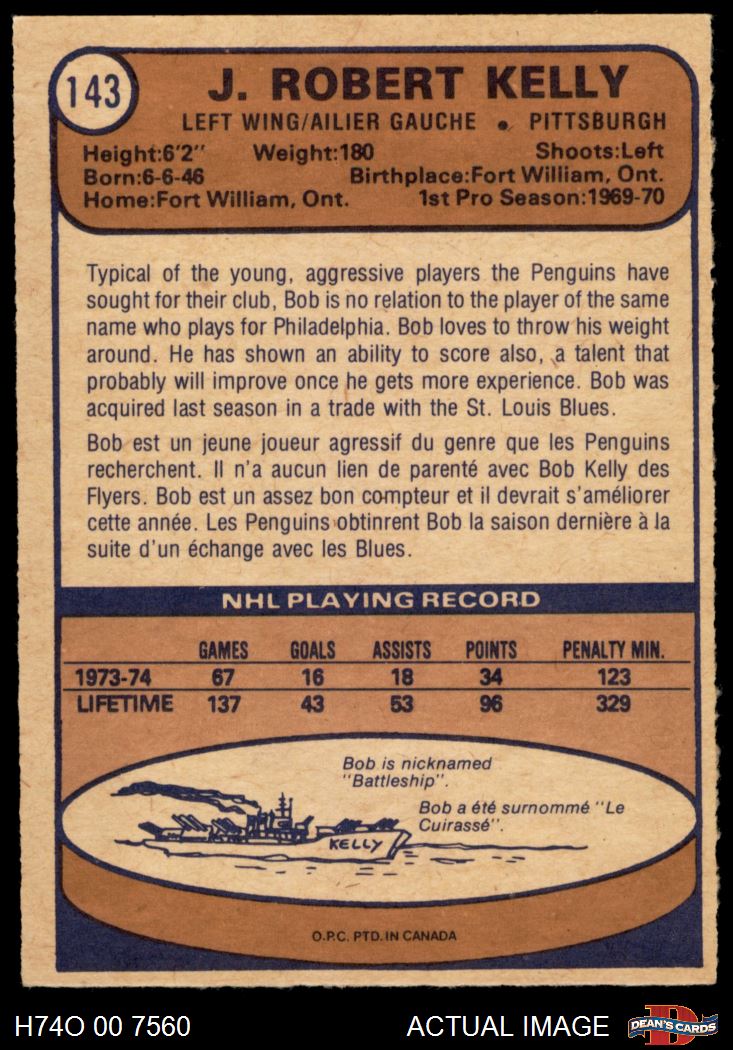 143
J. ROBERT KELLY
LEFT WING/AILIER GAUCHE • PITTSBURGH
Height:6'2" Weight:180 Shoots:Left
Born:6-6-46 Birthplace:Fort William, Ont.
Home:Fort William, Ont. 1st Pro Season:1969-70
Typical of the young, aggressive players the Penguins have
sought for their club, Bob is no relation to the player of the same
name who plays for Philadelphia. Bob loves to throw his weight
around. He has shown an ability to score also, a talent that
probably will improve once he gets more experience. Bob was
acquired last season in a trade with the St. Louis Blues.
Bob est un jeune joueur agressif du genre que les Penguins
recherchent. Il n'a aucun lien de parenté avec Bob Kelly des
Flyers. Bob est un assez bon compteur et il devrait s'améliorer
cette année. Les Penguins obtinrent Bob la saison dernière à la
suite d'un échange avec les Blues.
NHL PLAYING RECORD
GAMES GOALS ASSISTS POINTS PENALTY MIN.
1973-74 67 16 18 34 123
LIFETIME 137 43 53 96 329
Bob is nicknamed
"Battleship".
Bob a été surnommé "Le
Cuirassé".
KELLY
O.P.C. PTD. IN CANADA
H74O 00 7560 ACTUAL IMAGE DEAN'S CARDS